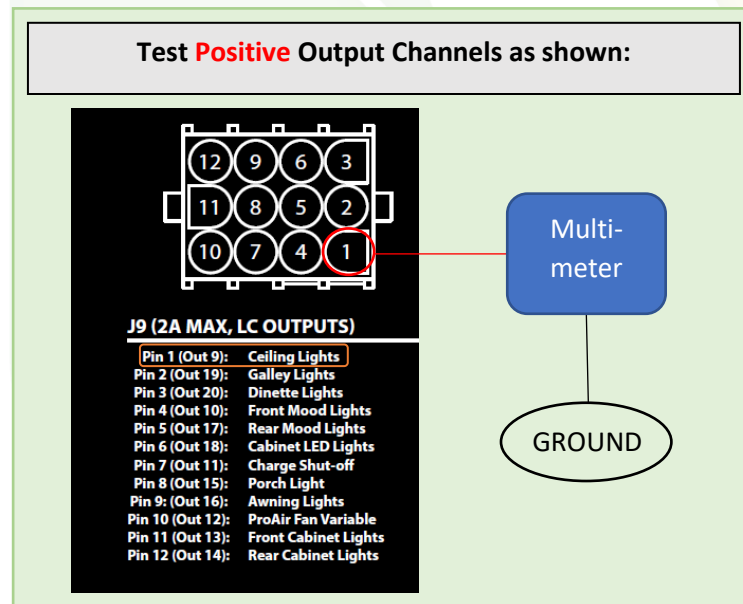 Test Positive Output Channels as shown:
12 9 6 3
11 8 5 2
10 7 4 1
Multi-
meter
GROUND
J9 (2A MAX, LC OUTPUTS)
Pin 1 (Out 9): Ceiling Lights
Pin 2 (Out 19): Galley Lights
Pin 3 (Out 20): Dinette Lights
Pin 4 (Out 10): Front Mood Lights
Pin 5 (Out 17): Rear Mood Lights
Pin 6 (Out 18): Cabinet LED Lights
Pin 7 (Out 11): Charge Shut-off
Pin 8 (Out 15): Porch Light
Pin 9: (Out 16): Awning Lights
Pin 10 (Out 12): ProAir Fan Variable
Pin 11 (Out 13): Front Cabinet Lights
Pin 12 (Out 14): Rear Cabinet Lights